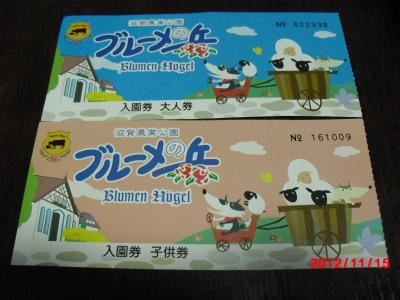 滋賀農業公園
№ 622939
ブルーメの丘
Blumen Hugel
入園券 大人券
滋賀農業公園
№ 161009
ブルーメの丘
Blumen Hugel
入園券 子供券
2012/11/15